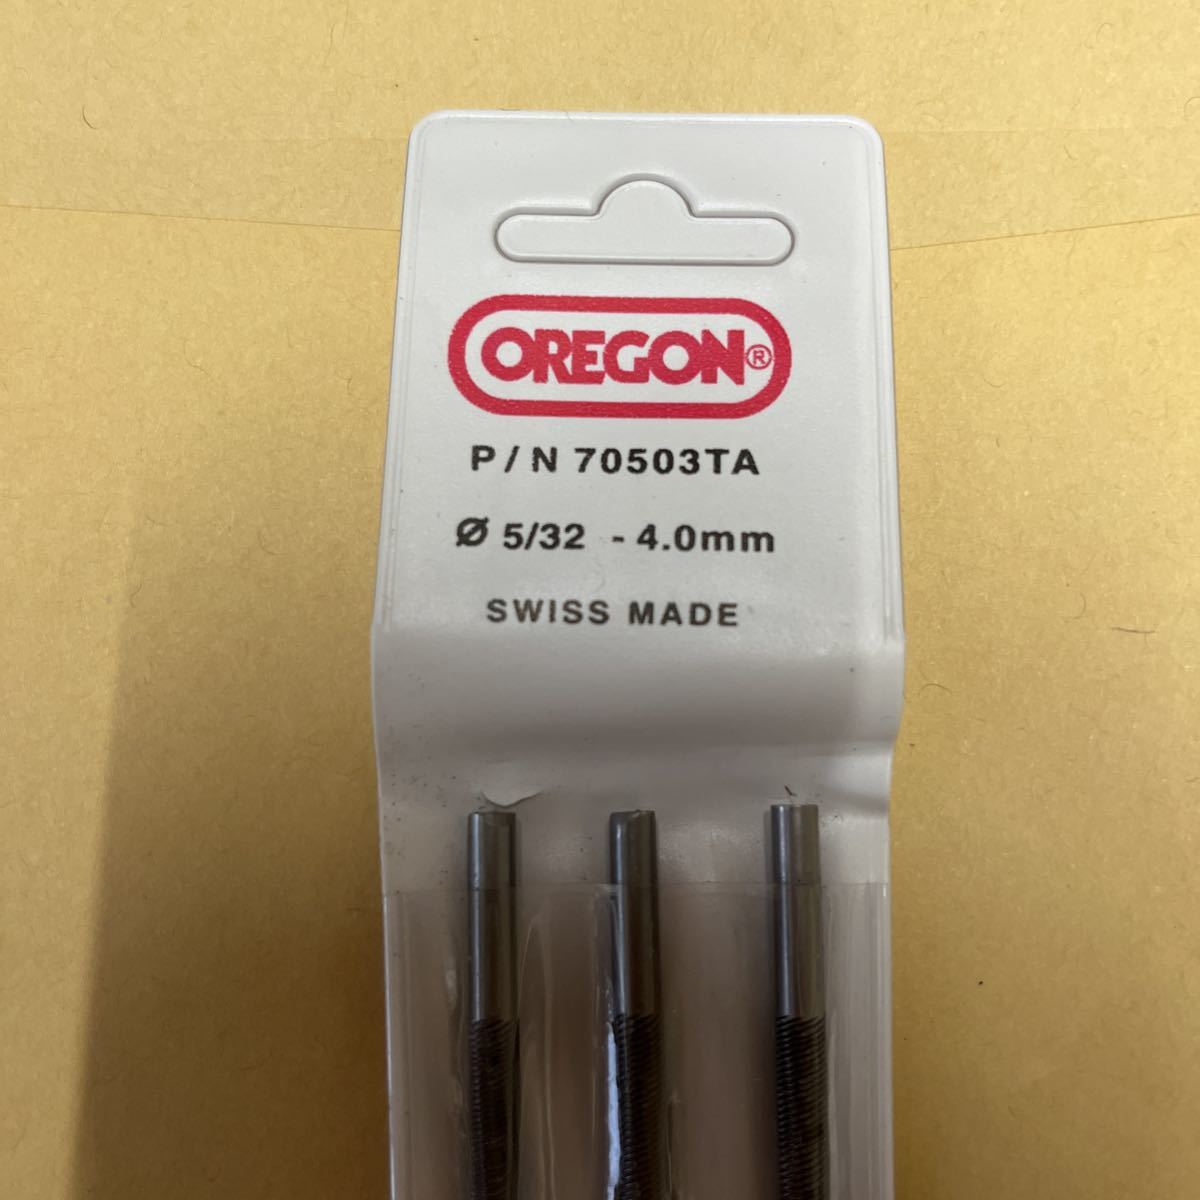 OREGON®
P/N 70503TA
Ø 5/32 - 4.0mm
SWISS MADE